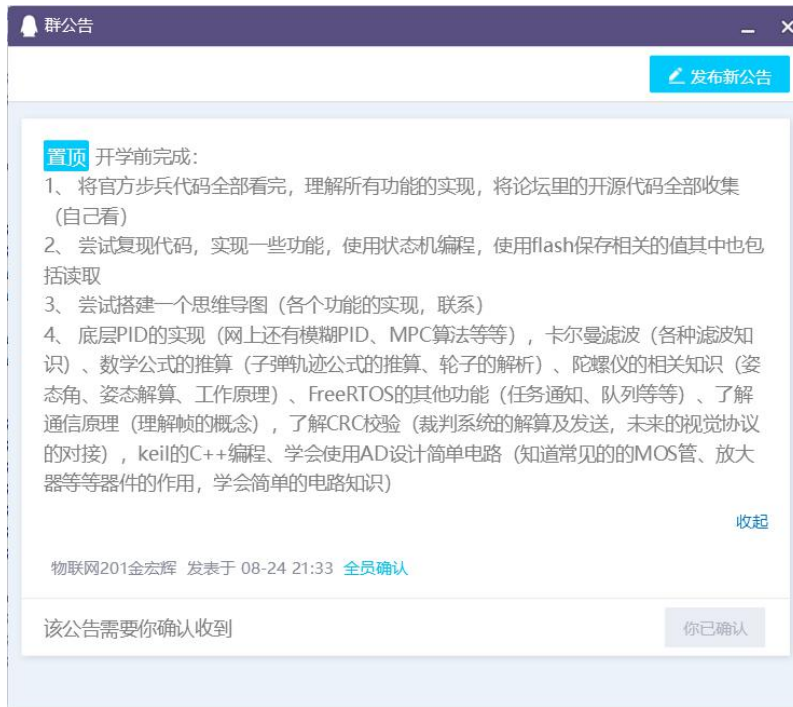 群公告
发布新公告
置顶 开学前完成：
1、 将官方步兵代码全部看完，理解所有功能的实现，将论坛里的开源代码全部收集
（自己看）
2、 尝试复现代码，实现一些功能，使用状态机编程，使用flash保存相关的值其中也包
括读取
3、 尝试搭建一个思维导图（各个功能的实现，联系）
4、 底层PID的实现（网上还有模糊PID、MPC算法等等），卡尔曼滤波（各种滤波知
识）、数学公式的推算（子弹轨迹公式的推算、轮子的解析）、陀螺仪的相关知识（姿
态角、姿态解算、工作原理）、FreeRTOS的其他功能（任务通知、队列等等）、了解
通信原理（理解帧的概念），了解CRC校验（裁判系统的解算及发送，未来的视觉协议
的对接），keil的C++编程、学会使用AD设计简单电路（知道常见的的MOS管、放大
器等等器件的作用，学会简单的电路知识）
收起
物联网201金宏辉 发表于 08-24 21:33 全员确认
该公告需要你确认收到
你已确认